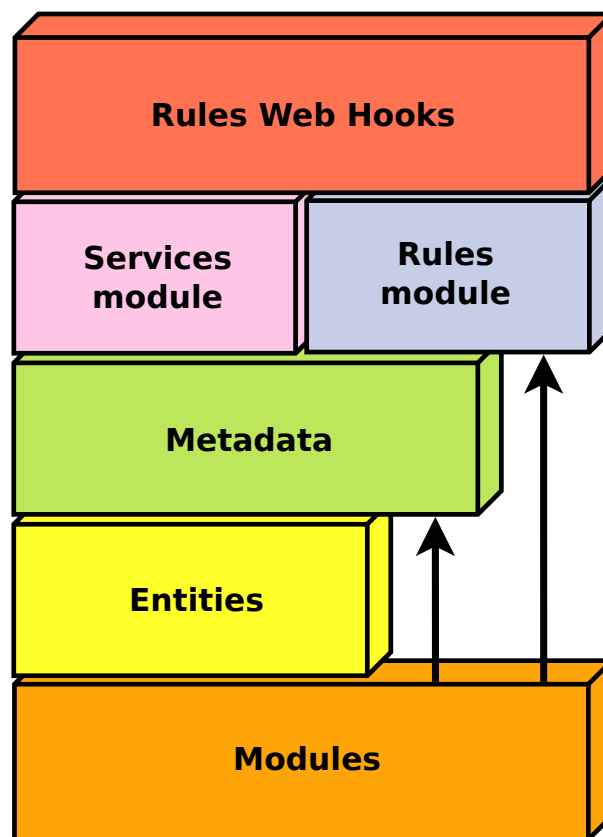 Rules Web Hooks
Services
module
Rules
module
Metadata
Entities
Modules